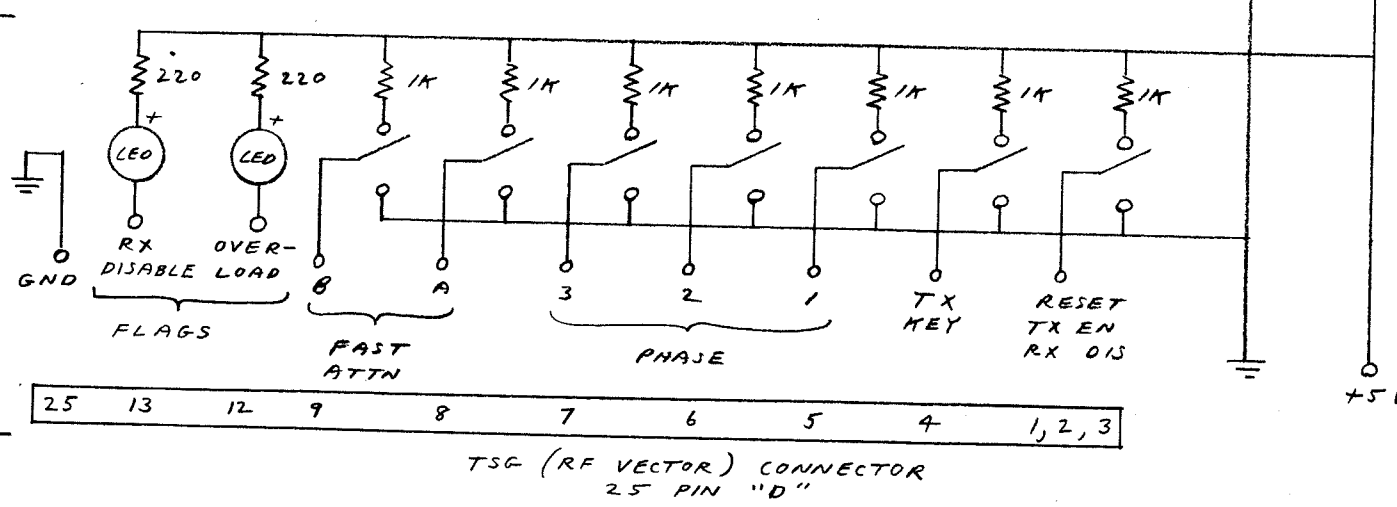 220 220 1K 1K 1K 1K 1K 1K 1K
+ +
LED LED
RX DISABLE
OVER-LOAD
GND
B A 3 2 1
TX KEY
RESET
TX EN
RX DIS
FLAGS
FAST
ATTN
PHASE
+5
25 13 12 9 8 7 6 5 4 1, 2, 3
TSG (RF VECTOR) CONNECTOR
25 PIN "D"